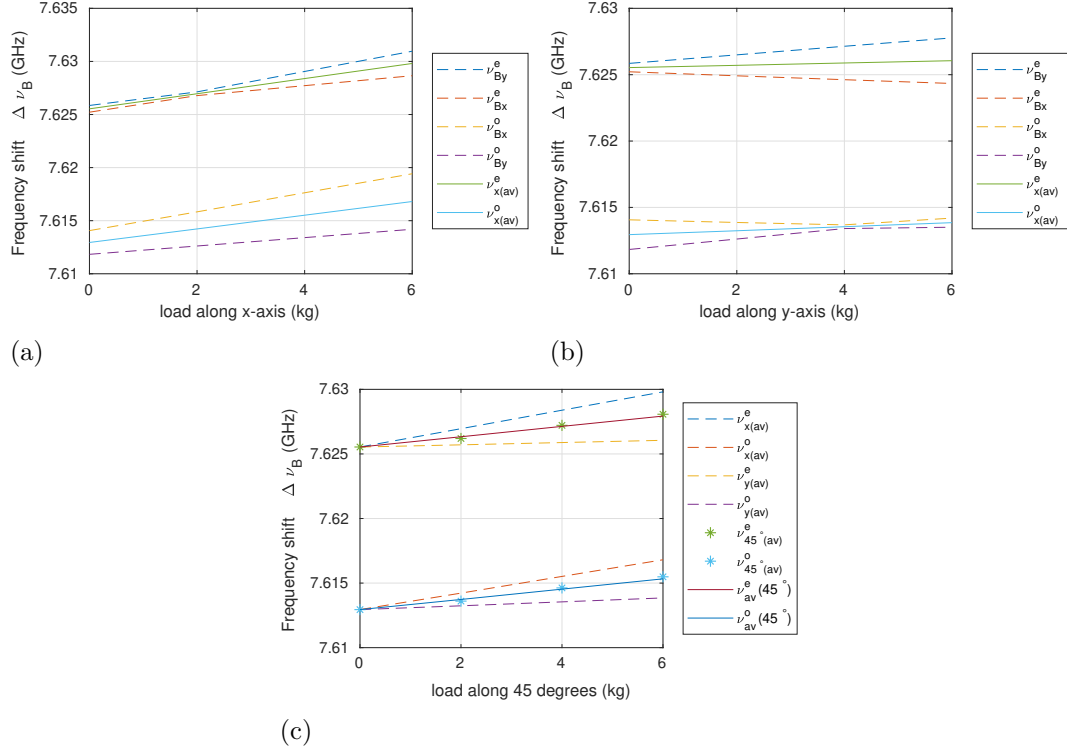 7.635
7.63
7.625
7.62
7.615
7.61
0 2 4 6
Frequency shift Δ ν_B (GHz)
load along x-axis (kg)
ν^e_By
ν^e_Bx
ν^o_Bx
ν^o_By
ν^e_x(av)
ν^o_x(av)
(a)
7.63
7.625
7.62
7.615
7.61
0 2 4 6
Frequency shift Δ ν_B (GHz)
load along y-axis (kg)
ν^e_By
ν^e_Bx
ν^o_Bx
ν^o_By
ν^e_x(av)
ν^o_x(av)
(b)
7.63
7.625
7.62
7.615
7.61
0 2 4 6
Frequency shift Δ ν_B (GHz)
load along 45 degrees (kg)
ν^e_x(av)
ν^o_x(av)
ν^e_y(av)
ν^o_y(av)
ν^e_45°(av)
ν^o_45°(av)
ν^e_av(45°)
ν^o_av(45°)
(c)